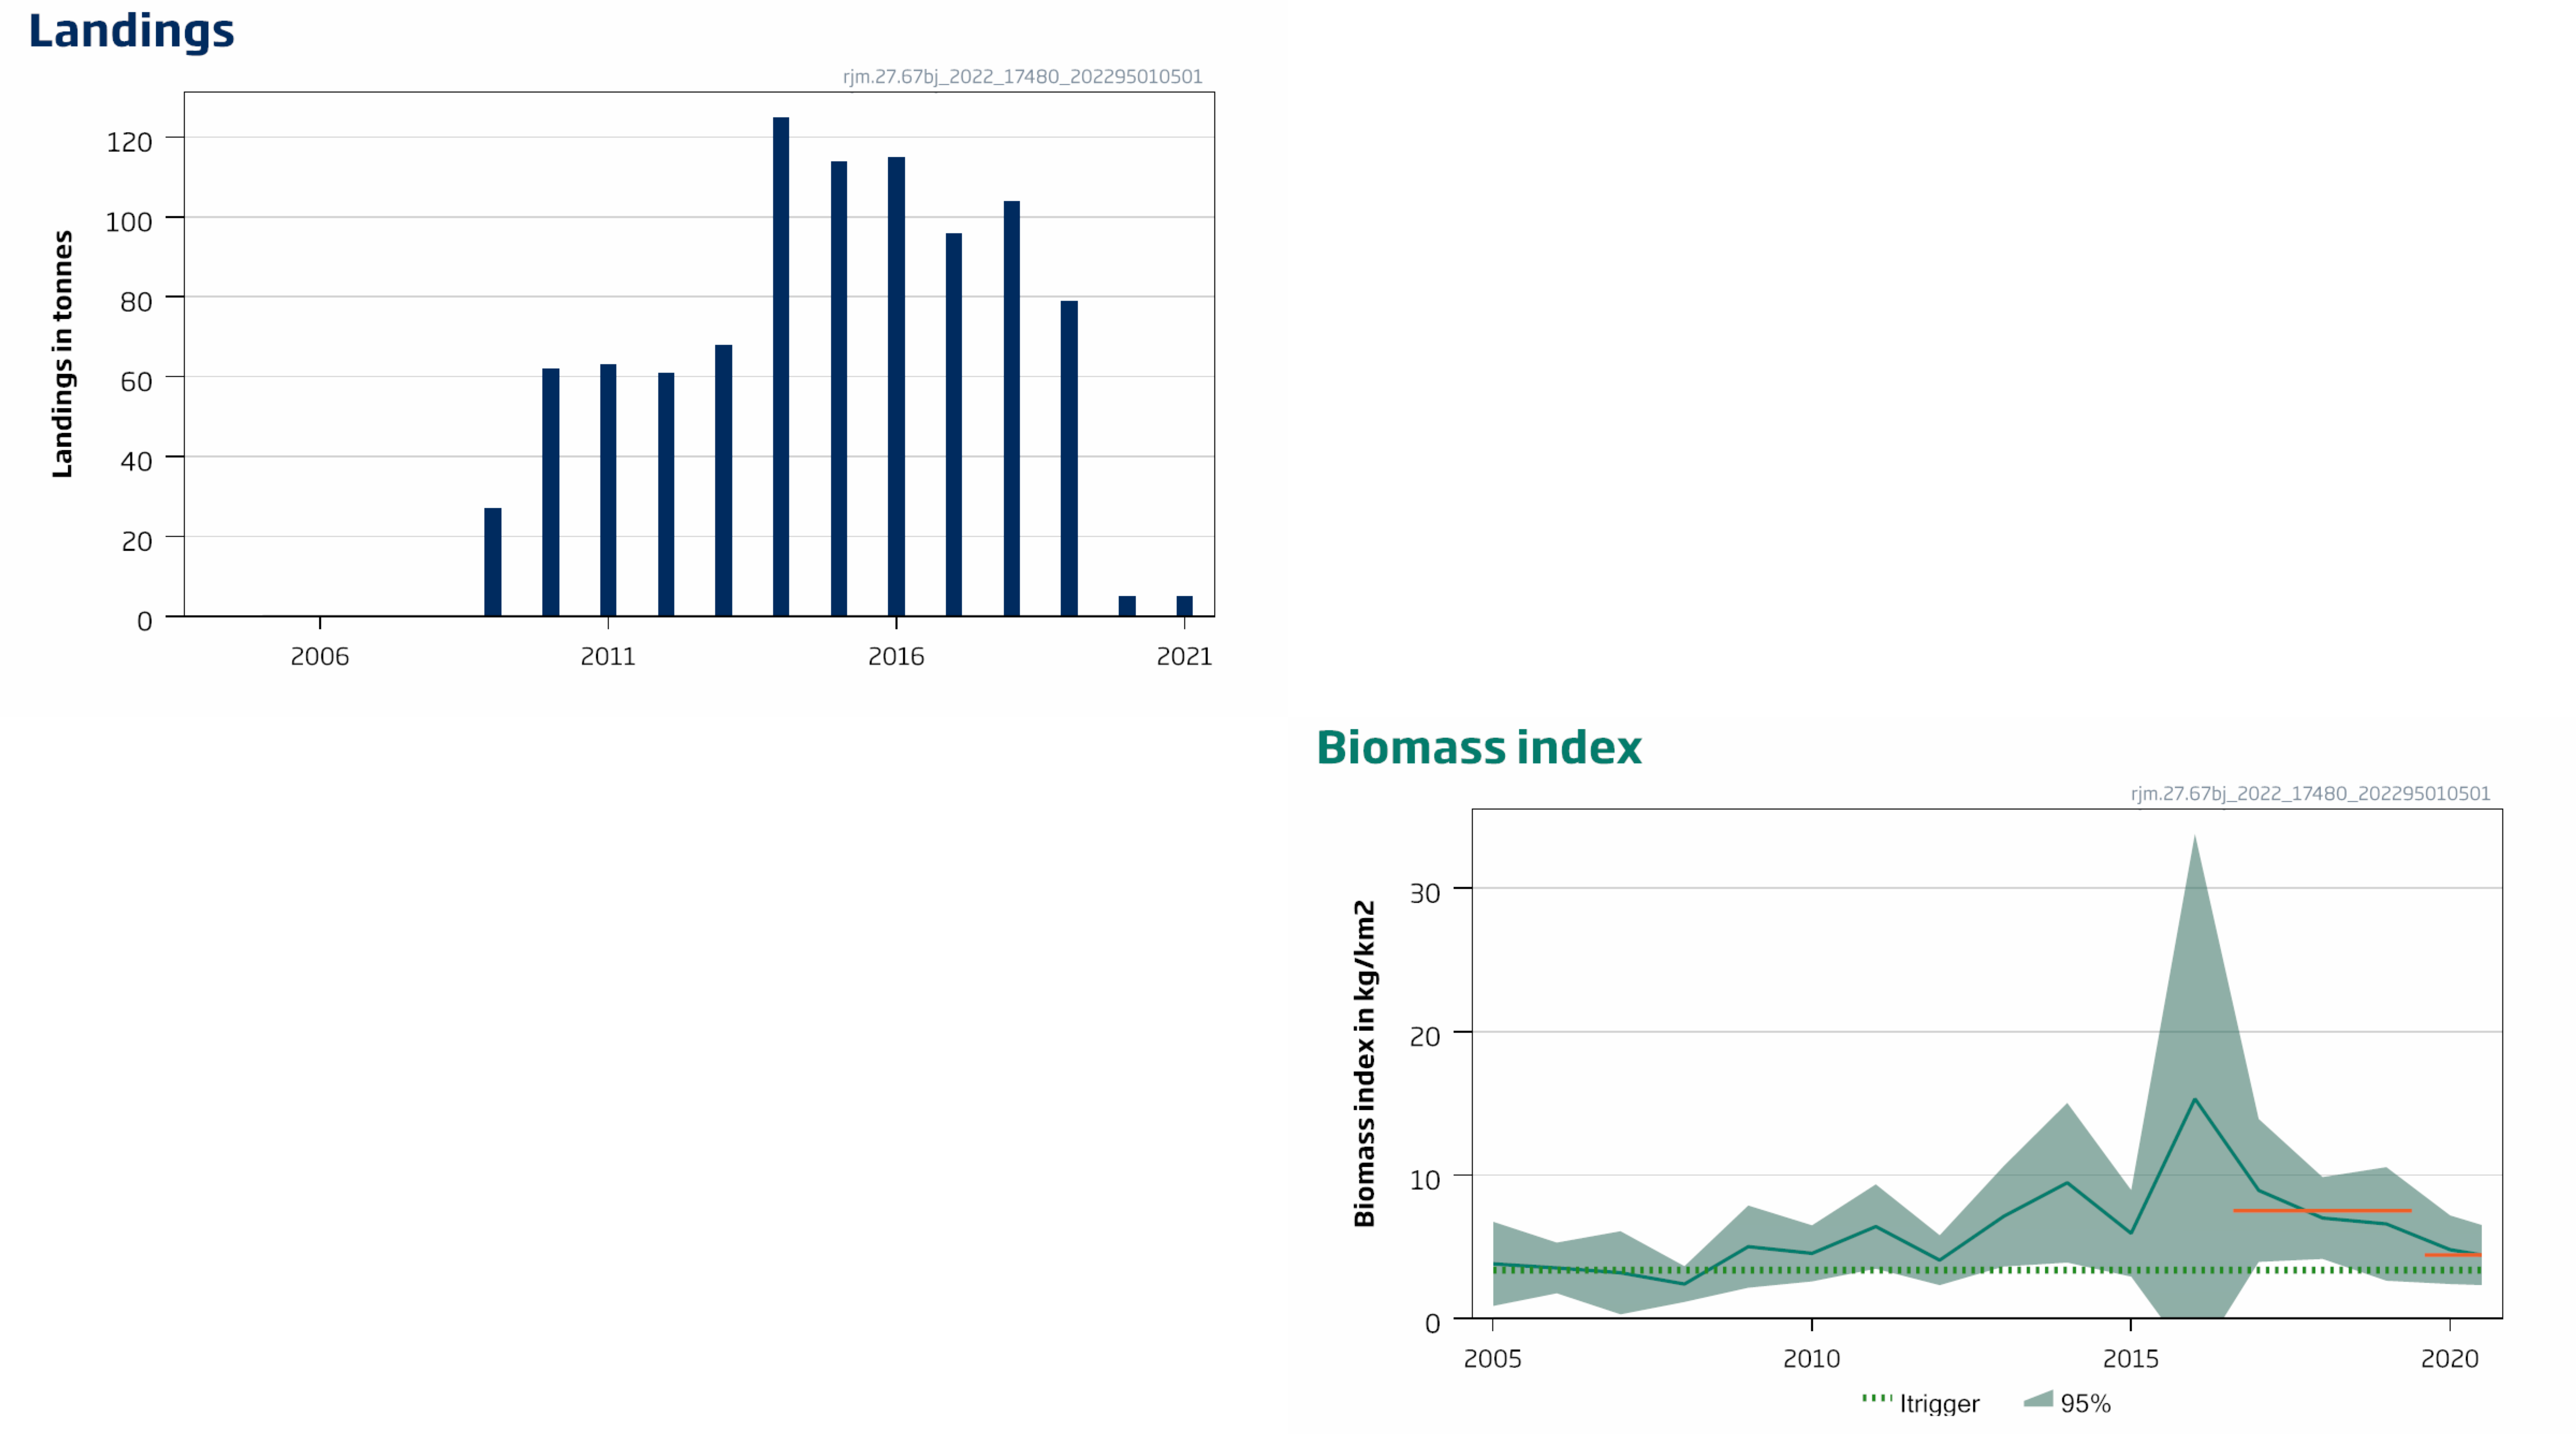 Landings
rjm.27.67bj_2022_17480_202295010501
Landings in tonnes
120
100
80
60
40
20
0
2006 2011 2016 2021
Biomass index
rjm.27.67bj_2022_17480_202295010501
Biomass index in kg/km2
30
20
10
0
2005 2010 2015 2020
Itrigger 95%